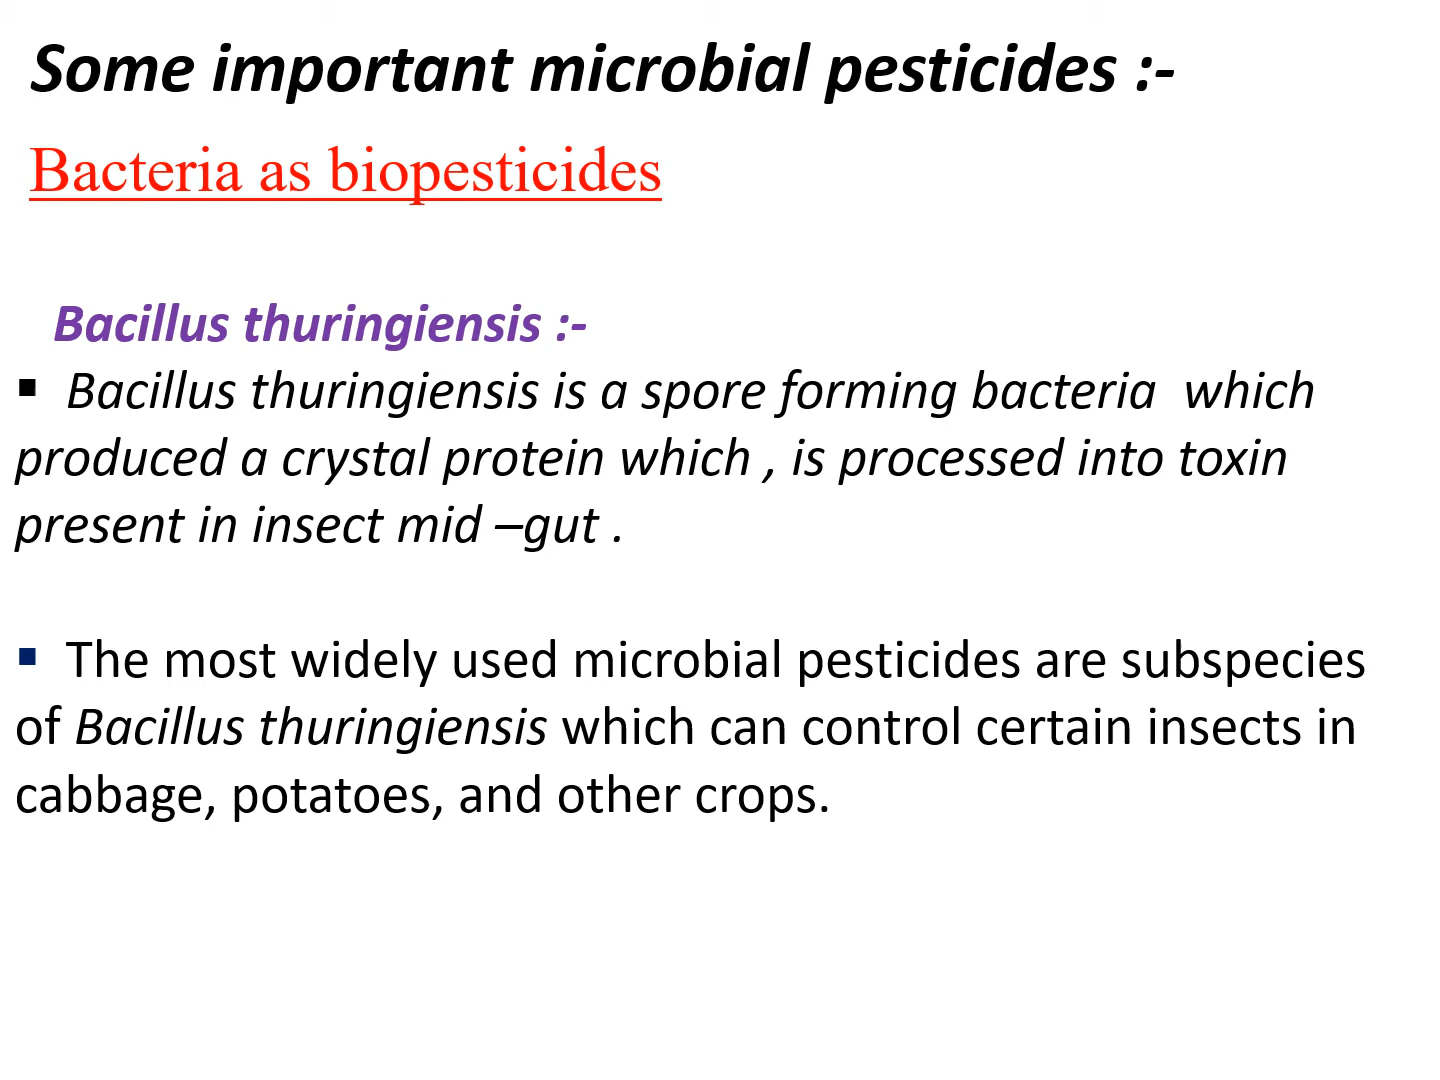 Some important microbial pesticides :-
Bacteria as biopesticides
Bacillus thuringiensis :-
▪ Bacillus thuringiensis is a spore forming bacteria which
produced a crystal protein which , is processed into toxin
present in insect mid –gut .
▪ The most widely used microbial pesticides are subspecies
of Bacillus thuringiensis which can control certain insects in
cabbage, potatoes, and other crops.